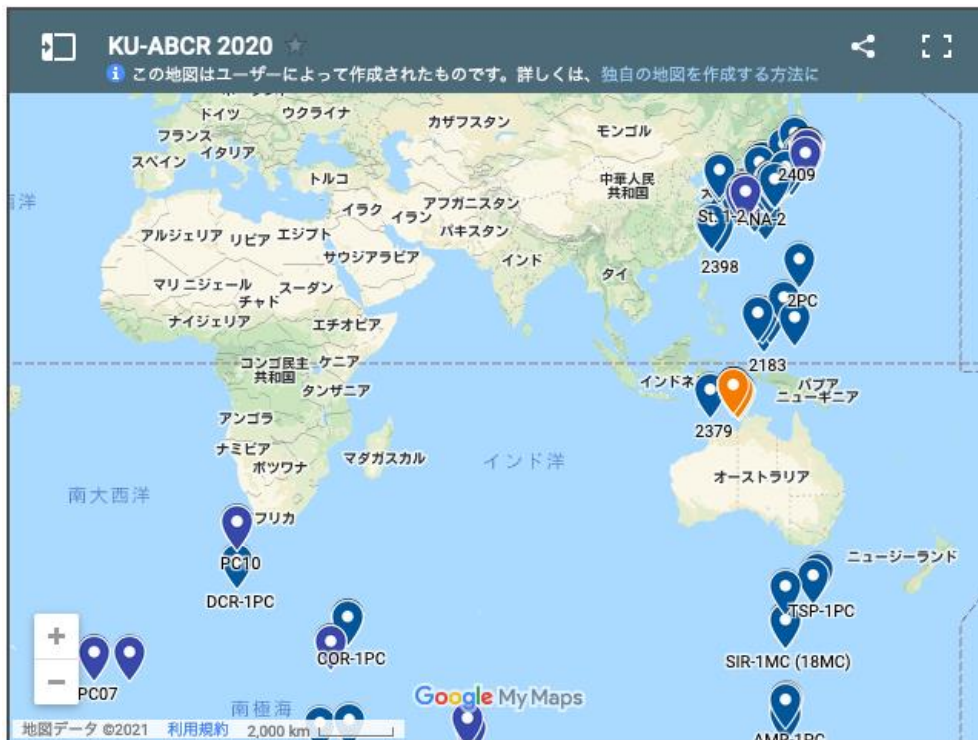 KU-ABCR 2020
この地図はユーザーによって作成されたものです。詳しくは、独自の地図を作成する方法に
ドイツ
ウクライナ
カザフスタン
モンゴル
フランス
スペイン
イタリア
トルコ
中華人民
共和国
2409
イラク
イラン
アフガニスタン
パキスタン
アルジェリア
リビア
エジプト
サウジアラビア
インド
タイ
2398
マリ
ニジェール
チャド
スーダン
ナイジェリア
エチオピア
2PC
2183
コンゴ民主
共和国
ケニア
タンザニア
インドネ
パプア
ニューギニア
2379
アンゴラ
ナミビア
ボツワナ
マダガスカル
インド洋
オーストラリア
南大西洋
フリカ
PC10
DCR-1PC
ニュージーランド
TSP-1PC
COR-1PC
SIR-1MC (18MC)
PC07
南極海
AMR-1PC
Google My Maps
地図データ ©2021 利用規約 2,000 km